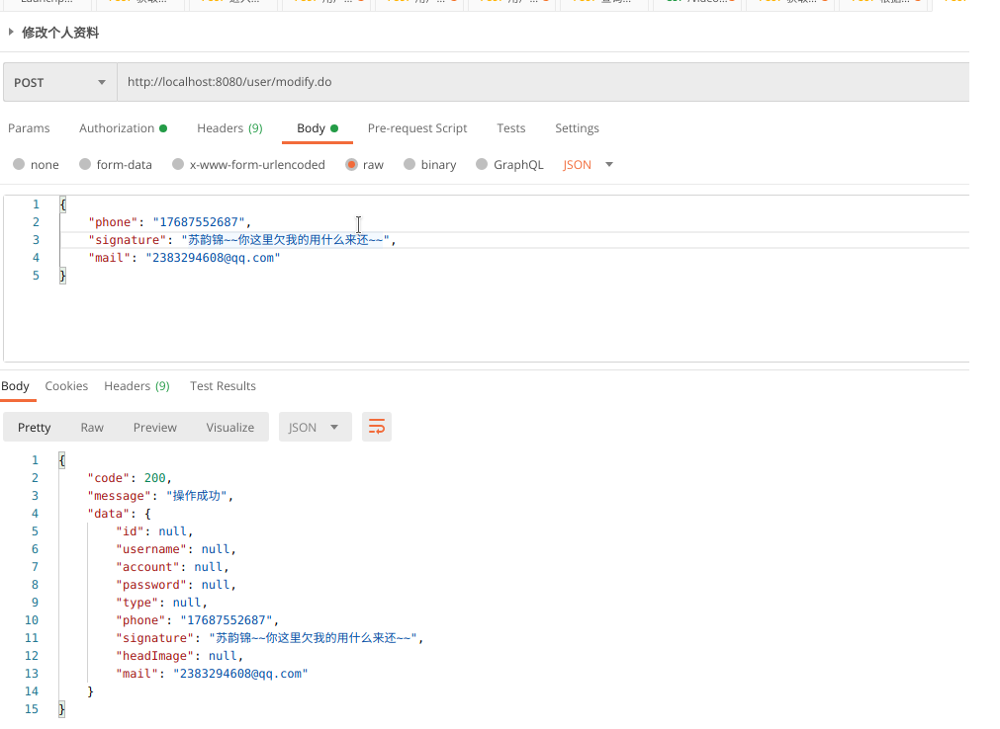 修改个人资料
POST http://localhost:8080/user/modify.do
Params Authorization Headers (9) Body Pre-request Script Tests Settings
none form-data x-www-form-urlencoded raw binary GraphQL JSON
1 {
2 "phone": "17687552687",
3 "signature": "苏韵锦~~你这里欠我的用什么来还~~",
4 "mail": "2383294608@qq.com"
5 }
Body Cookies Headers (9) Test Results
Pretty Raw Preview Visualize JSON
1 {
2 "code": 200,
3 "message": "操作成功",
4 "data": {
5 "id": null,
6 "username": null,
7 "account": null,
8 "password": null,
9 "type": null,
10 "phone": "17687552687",
11 "signature": "苏韵锦~~你这里欠我的用什么来还~~",
12 "headImage": null,
13 "mail": "2383294608@qq.com"
14 }
15 }